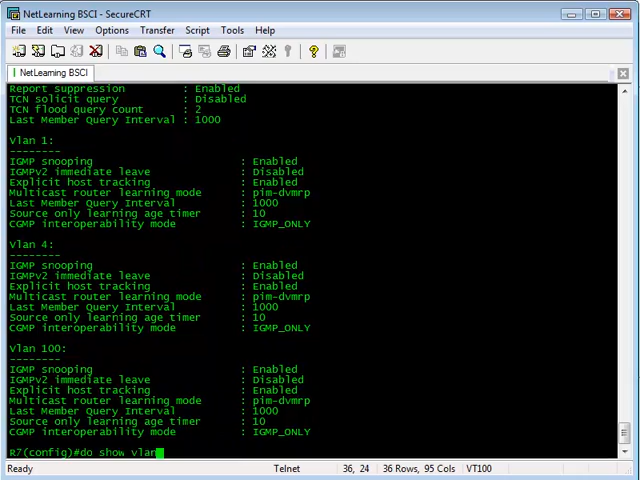 NetLearning BSCI - SecureCRT
File Edit View Options Transfer Script Tools Help
NetLearning BSCI
Report suppression : Enabled
TCN solicit query : Disabled
TCN flood query count : 2
Last Member Query Interval : 1000
Vlan 1:
--------
IGMP snooping : Enabled
IGMPv2 immediate leave : Disabled
Explicit host tracking : Enabled
Multicast router learning mode : pim-dvmrp
Last Member Query Interval : 1000
Source only learning age timer : 10
CGMP interoperability mode : IGMP_ONLY
Vlan 4:
--------
IGMP snooping : Enabled
IGMPv2 immediate leave : Disabled
Explicit host tracking : Enabled
Multicast router learning mode : pim-dvmrp
Last Member Query Interval : 1000
Source only learning age timer : 10
CGMP interoperability mode : IGMP_ONLY
Vlan 100:
--------
IGMP snooping : Enabled
IGMPv2 immediate leave : Disabled
Explicit host tracking : Enabled
Multicast router learning mode : pim-dvmrp
Last Member Query Interval : 1000
Source only learning age timer : 10
CGMP interoperability mode : IGMP_ONLY
R7(config)#do show vlan
Ready Telnet 36, 24 36 Rows, 95 Cols VT100